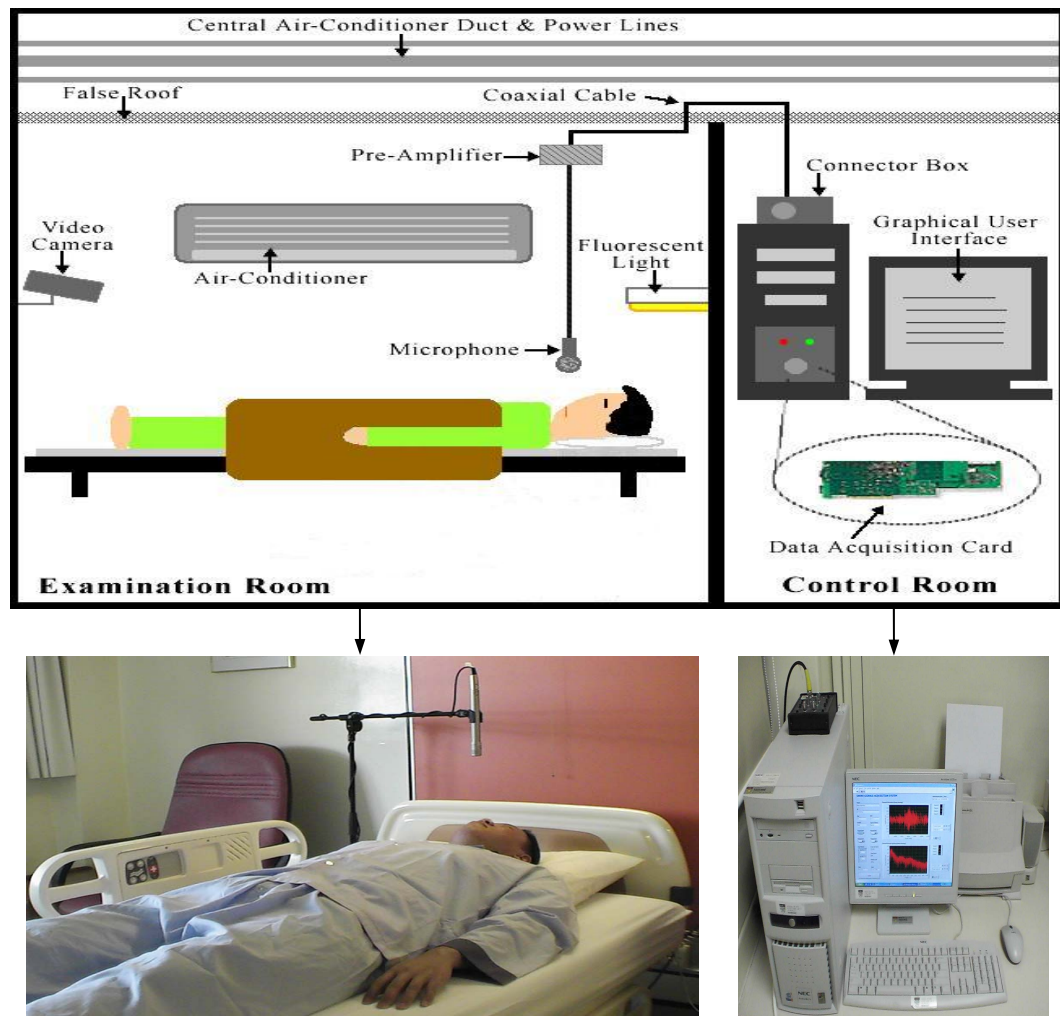 Central Air-Conditioner Duct & Power Lines
False Roof
Coaxial Cable
Pre-Amplifier
Connector Box
Video
Camera
Air-Conditioner
Fluorescent
Light
Graphical User
Interface
Microphone
Data Acquisition Card
Examination Room
Control Room
NEC
NEC